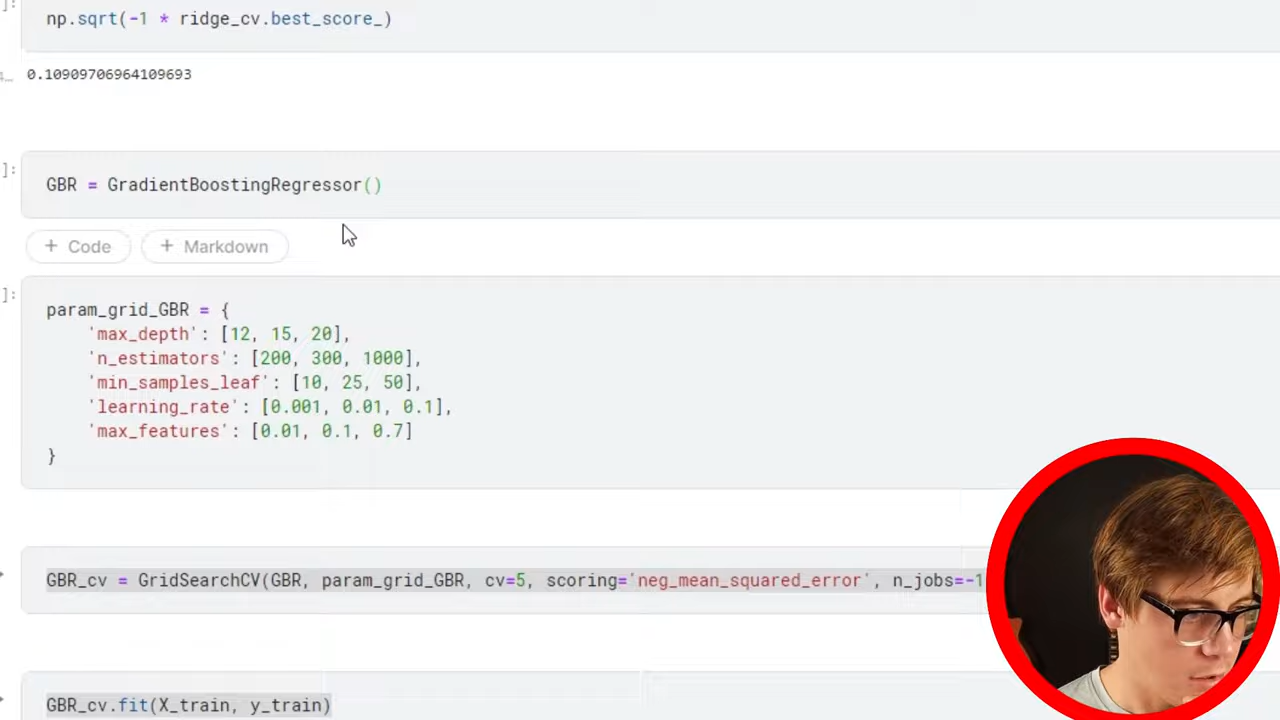 ]:
np.sqrt(-1 * ridge_cv.best_score_)
0.10909706964109693
]:
GBR = GradientBoostingRegressor()
+ Code + Markdown
]:
param_grid_GBR = {
'max_depth': [12, 15, 20],
'n_estimators': [200, 300, 1000],
'min_samples_leaf': [10, 25, 50],
'learning_rate': [0.001, 0.01, 0.1],
'max_features': [0.01, 0.1, 0.7]
}
GBR_cv = GridSearchCV(GBR, param_grid_GBR, cv=5, scoring='neg_mean_squared_error', n_jobs=-1
GBR_cv.fit(X_train, y_train)